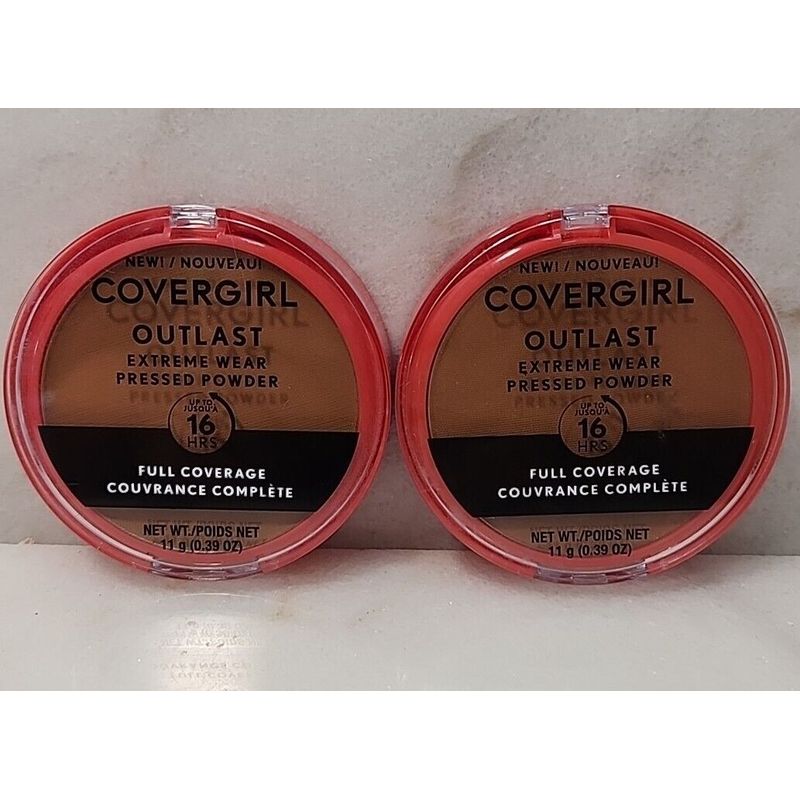 NEW! / NOUVEAU!
COVERGIRL
OUTLAST
EXTREME WEAR
PRESSED POWDER
UP TO
JUSQU'À
16
HRS
FULL COVERAGE
COUVRANCE COMPLÈTE
NET WT./POIDS NET
11 g (0.39 OZ)
NEW! / NOUVEAU!
COVERGIRL
OUTLAST
EXTREME WEAR
PRESSED POWDER
UP TO
JUSQU'À
16
HRS
FULL COVERAGE
COUVRANCE COMPLÈTE
NET WT./POIDS NET
11 g (0.39 OZ)